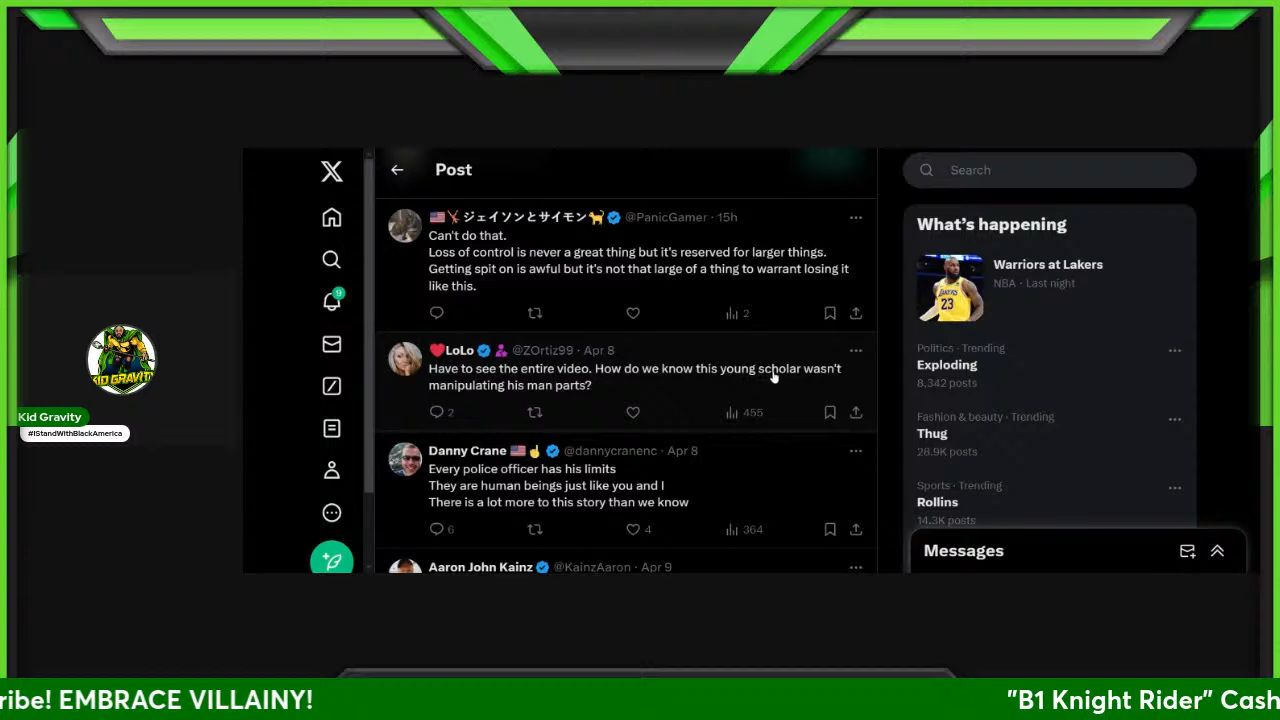 Post
Search
🇺🇸 ジェイソンとサイモン🐈 @PanicGamer · 15h
Can't do that.
Loss of control is never a great thing but it's reserved for larger things.
Getting spit on is awful but it's not that large of a thing to warrant losing it
like this.
2
❤️LoLo @ZOrtiz99 · Apr 8
Have to see the entire video. How do we know this young scholar wasn't
manipulating his man parts?
2
455
Danny Crane 🇺🇸☝️ @dannycranenc · Apr 8
Every police officer has his limits
They are human beings just like you and I
There is a lot more to this story than we know
6
4
364
Aaron John Kainz @KainzAaron · Apr 9
What's happening
Warriors at Lakers
NBA · Last night
Politics · Trending
Exploding
8,342 posts
Fashion & beauty · Trending
Thug
28.9K posts
Sports · Trending
Rollins
14.3K posts
Messages
9
KID GRAVITY
Kid Gravity
#IStandWithBlackAmerica
ribe! EMBRACE VILLAINY!
"B1 Knight Rider" Cash